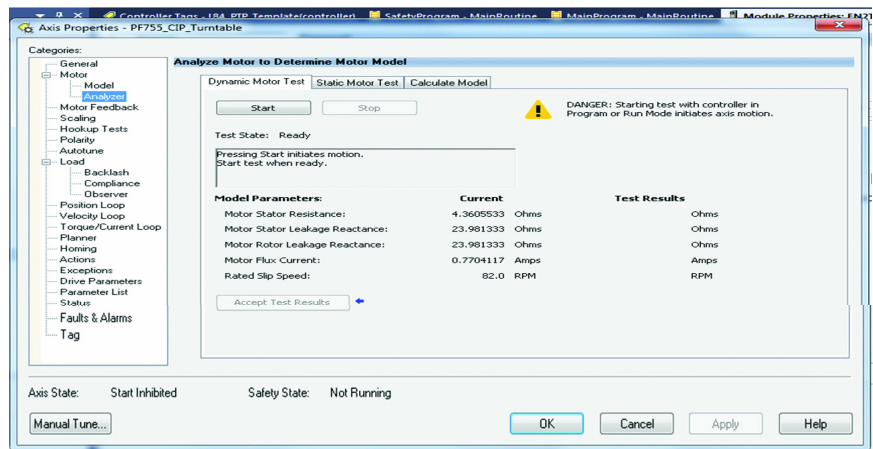 Controller Tags - L84_PTP_Template(controller) SafetyProgram - MainRoutine MainProgram - MainRoutine Module Properties: EN2T
Axis Properties - PF755_CIP_Turntable
Categories:
General
Motor
Model
Analyzer
Motor Feedback
Scaling
Hookup Tests
Polarity
Autotune
Load
Backlash
Compliance
Observer
Position Loop
Velocity Loop
Torque/Current Loop
Planner
Homing
Actions
Exceptions
Drive Parameters
Parameter List
Status
Faults & Alarms
Tag
Analyze Motor to Determine Motor Model
Dynamic Motor Test Static Motor Test Calculate Model
Start Stop
DANGER: Starting test with controller in
Program or Run Mode initiates axis motion.
Test State: Ready
Pressing Start initiates motion.
Start test when ready.
Model Parameters: Current Test Results
Motor Stator Resistance: 4.3605533 Ohms Ohms
Motor Stator Leakage Reactance: 23.981333 Ohms Ohms
Motor Rotor Leakage Reactance: 23.981333 Ohms Ohms
Motor Flux Current: 0.7704117 Amps Amps
Rated Slip Speed: 82.0 RPM RPM
Accept Test Results
Axis State: Start Inhibited Safety State: Not Running
Manual Tune... OK Cancel Apply Help